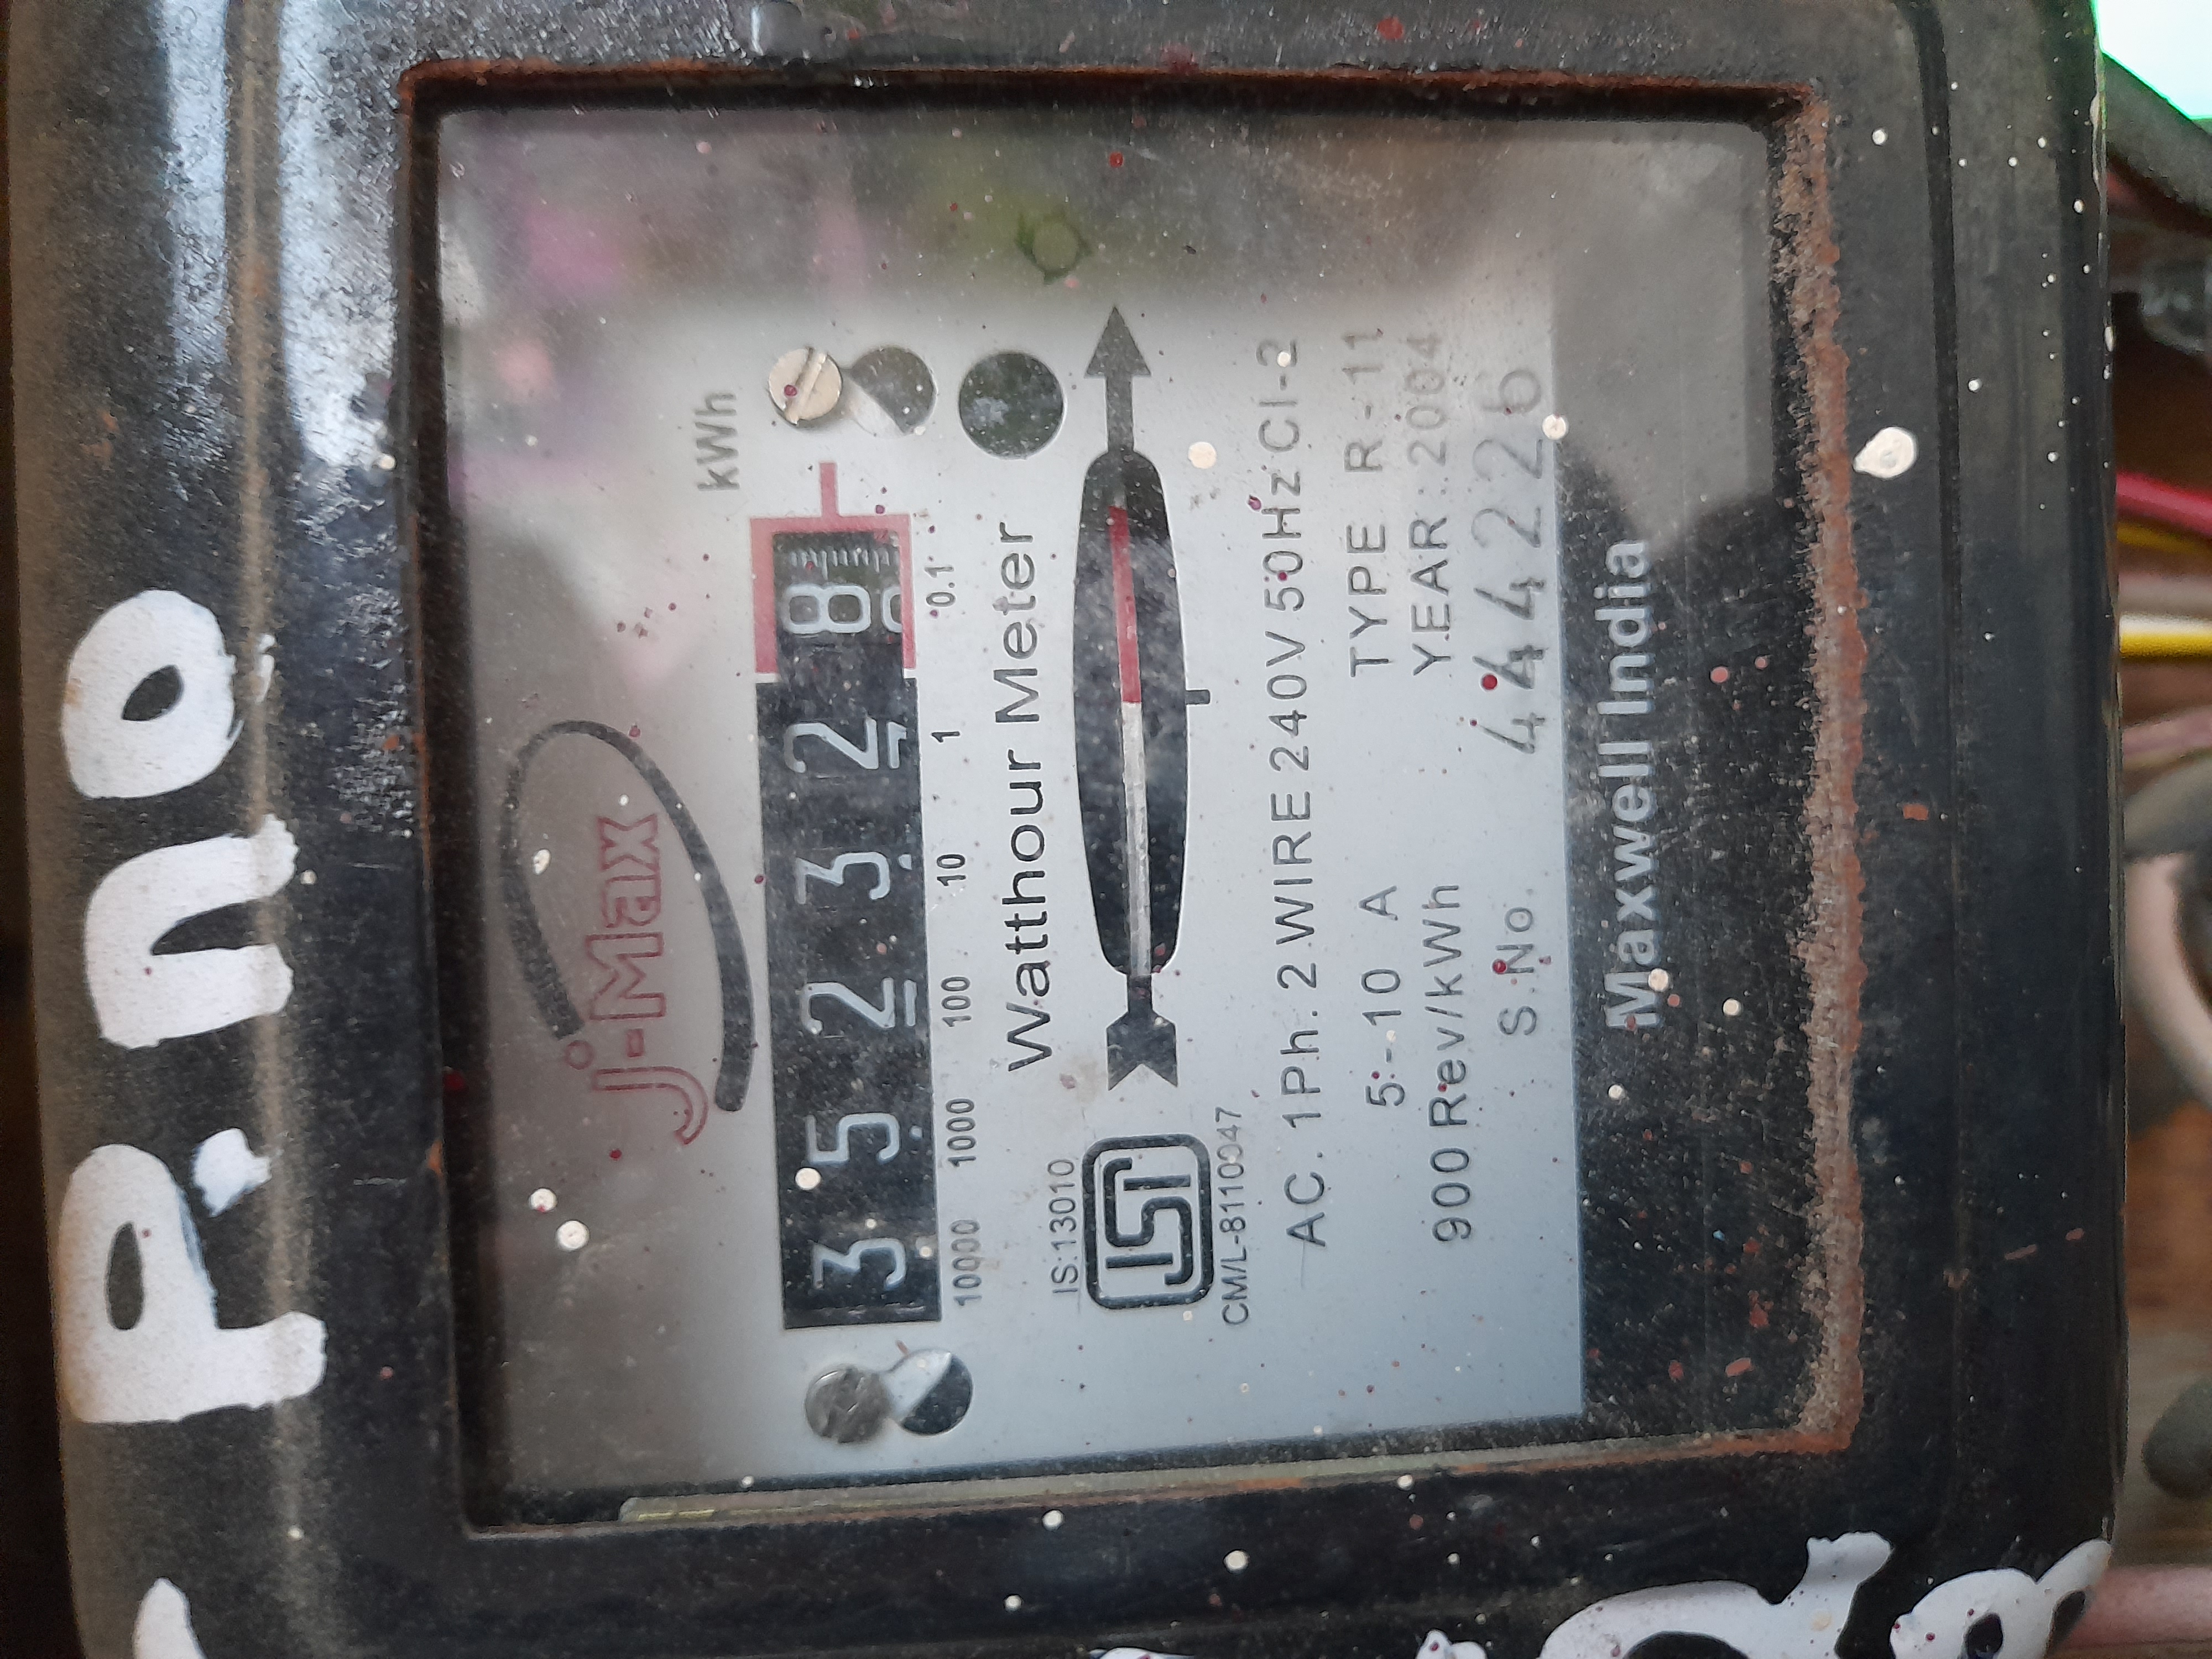 P.no
j-Max
kWh
3 5 2 3 2 8
10000 1000 100 10 1 0.1
Watthour Meter
IS:13010
ISI
CM/L-8110047
AC. 1Ph. 2 WIRE 240V 50Hz Cl-2
5--10 A TYPE R-11
900 Rev/kWh YEAR:2004
S.No. 444226
Maxwell India